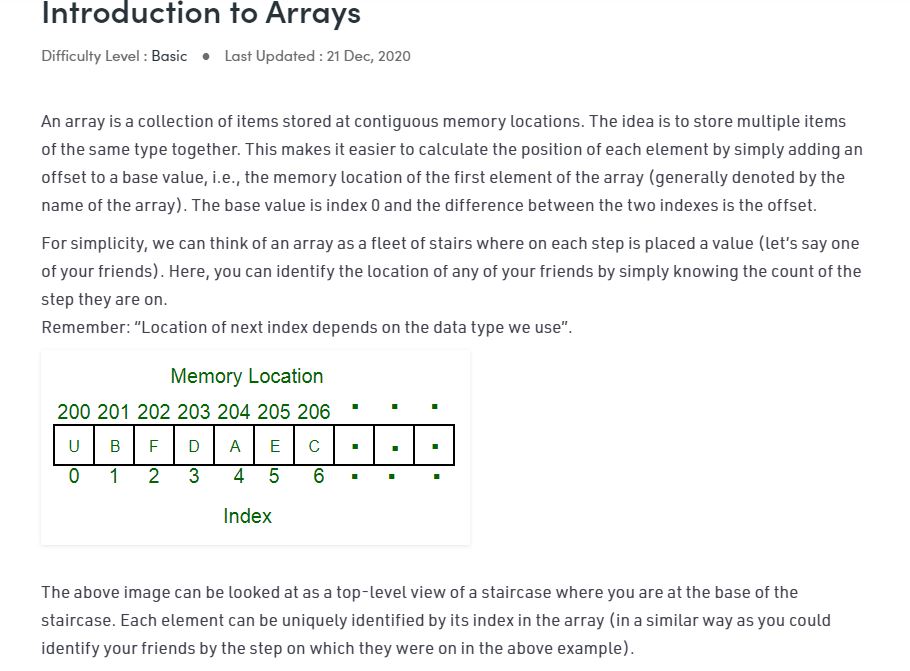 Introduction to Arrays
Difficulty Level : Basic ● Last Updated : 21 Dec, 2020
An array is a collection of items stored at contiguous memory locations. The idea is to store multiple items
of the same type together. This makes it easier to calculate the position of each element by simply adding an
offset to a base value, i.e., the memory location of the first element of the array (generally denoted by the
name of the array). The base value is index 0 and the difference between the two indexes is the offset.
For simplicity, we can think of an array as a fleet of stairs where on each step is placed a value (let’s say one
of your friends). Here, you can identify the location of any of your friends by simply knowing the count of the
step they are on.
Remember: “Location of next index depends on the data type we use”.
Memory Location
200 201 202 203 204 205 206 . . .
U B F D A E C . . .
0 1 2 3 4 5 6 . . .
Index
The above image can be looked at as a top-level view of a staircase where you are at the base of the
staircase. Each element can be uniquely identified by its index in the array (in a similar way as you could
identify your friends by the step on which they were on in the above example).